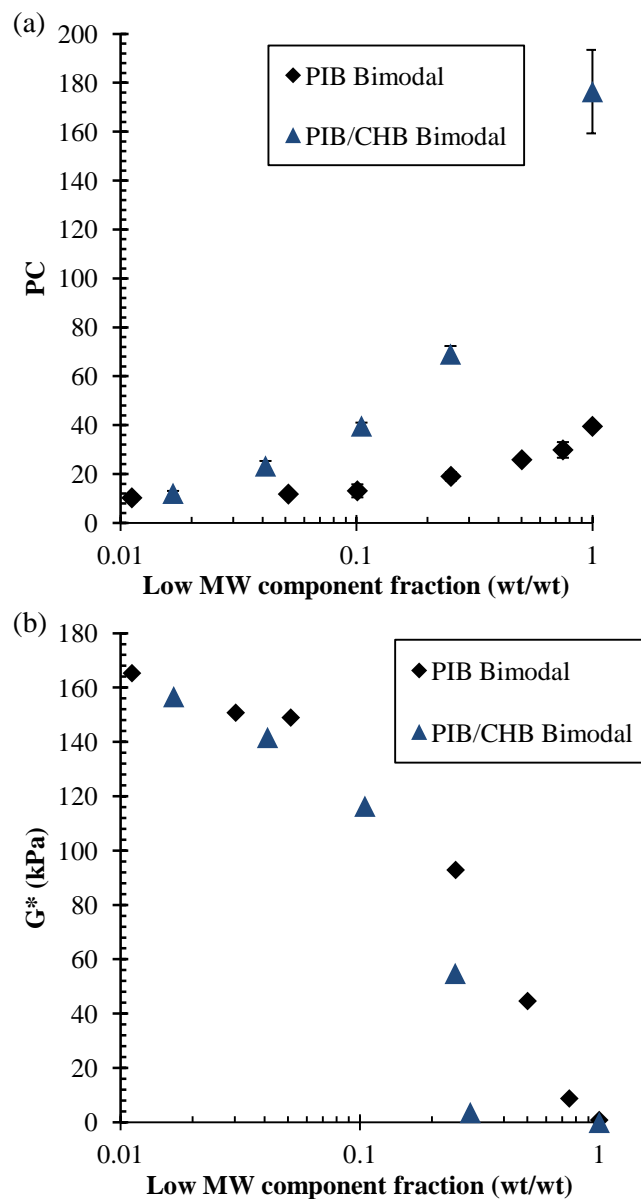 (a)
200
180
160
140
120
100
80
60
40
20
0
PC
PIB Bimodal
PIB/CHB Bimodal
0.01 0.1 1
Low MW component fraction (wt/wt)
(b)
180
160
140
120
100
80
60
40
20
0
G* (kPa)
PIB Bimodal
PIB/CHB Bimodal
0.01 0.1 1
Low MW component fraction (wt/wt)